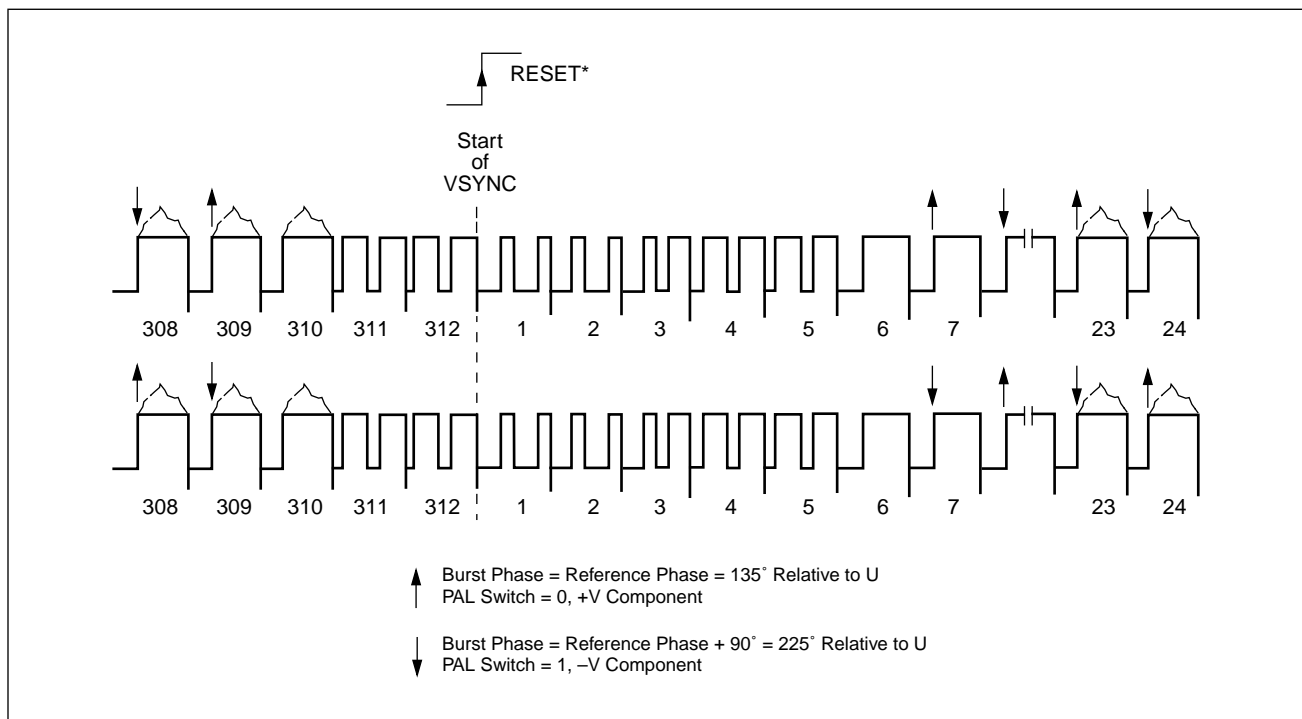 RESET*
Start
of
VSYNC
308 309 310 311 312 1 2 3 4 5 6 7 23 24
308 309 310 311 312 1 2 3 4 5 6 7 23 24
Burst Phase = Reference Phase = 135˚ Relative to U
PAL Switch = 0, +V Component
Burst Phase = Reference Phase + 90˚ = 225˚ Relative to U
PAL Switch = 1, –V Component